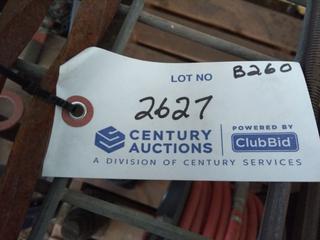 LOT NO B260
2627
CENTURY AUCTIONS
POWERED BY
ClubBid
A DIVISION OF CENTURY SERVICES